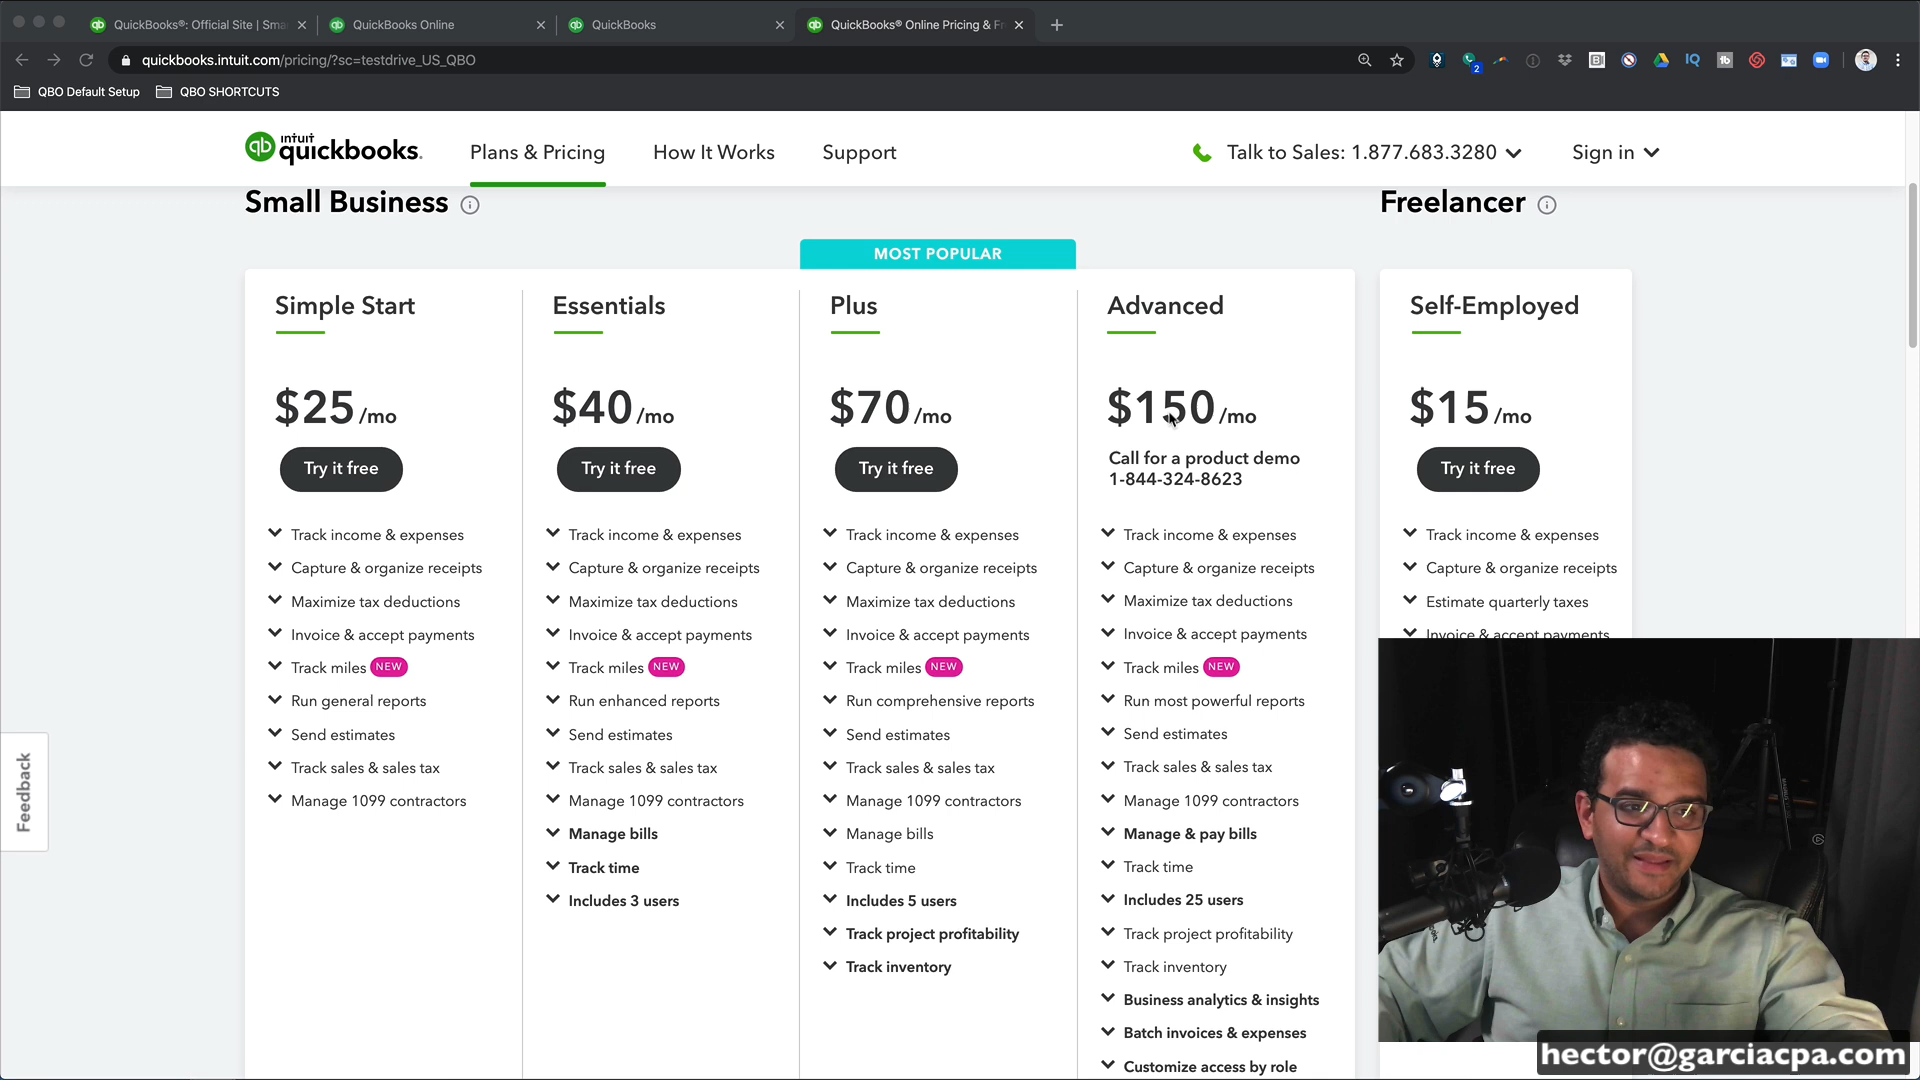 QuickBooks®: Official Site | Sma
QuickBooks Online
QuickBooks
QuickBooks® Online Pricing & Fr
quickbooks.intuit.com/pricing/?sc=testdrive_US_QBO
2
IQ
tb
QBO Default Setup
QBO SHORTCUTS
qb
intuit
quickbooks.
Plans & Pricing
How It Works
Support
Talk to Sales: 1.877.683.3280
Sign in
Small Business
Freelancer
MOST POPULAR
Simple Start
$25 /mo
Try it free
Track income & expenses
Capture & organize receipts
Maximize tax deductions
Invoice & accept payments
Track miles NEW
Run general reports
Send estimates
Track sales & sales tax
Manage 1099 contractors
Essentials
$40 /mo
Try it free
Track income & expenses
Capture & organize receipts
Maximize tax deductions
Invoice & accept payments
Track miles NEW
Run enhanced reports
Send estimates
Track sales & sales tax
Manage 1099 contractors
Manage bills
Track time
Includes 3 users
Plus
$70 /mo
Try it free
Track income & expenses
Capture & organize receipts
Maximize tax deductions
Invoice & accept payments
Track miles NEW
Run comprehensive reports
Send estimates
Track sales & sales tax
Manage 1099 contractors
Manage bills
Track time
Includes 5 users
Track project profitability
Track inventory
Advanced
$150 /mo
Call for a product demo
1-844-324-8623
Track income & expenses
Capture & organize receipts
Maximize tax deductions
Invoice & accept payments
Track miles NEW
Run most powerful reports
Send estimates
Track sales & sales tax
Manage 1099 contractors
Manage & pay bills
Track time
Includes 25 users
Track project profitability
Track inventory
Business analytics & insights
Batch invoices & expenses
Customize access by role
Self-Employed
$15 /mo
Try it free
Track income & expenses
Capture & organize receipts
Estimate quarterly taxes
Invoice & accept payments
Feedback
hector@garciacpa.com